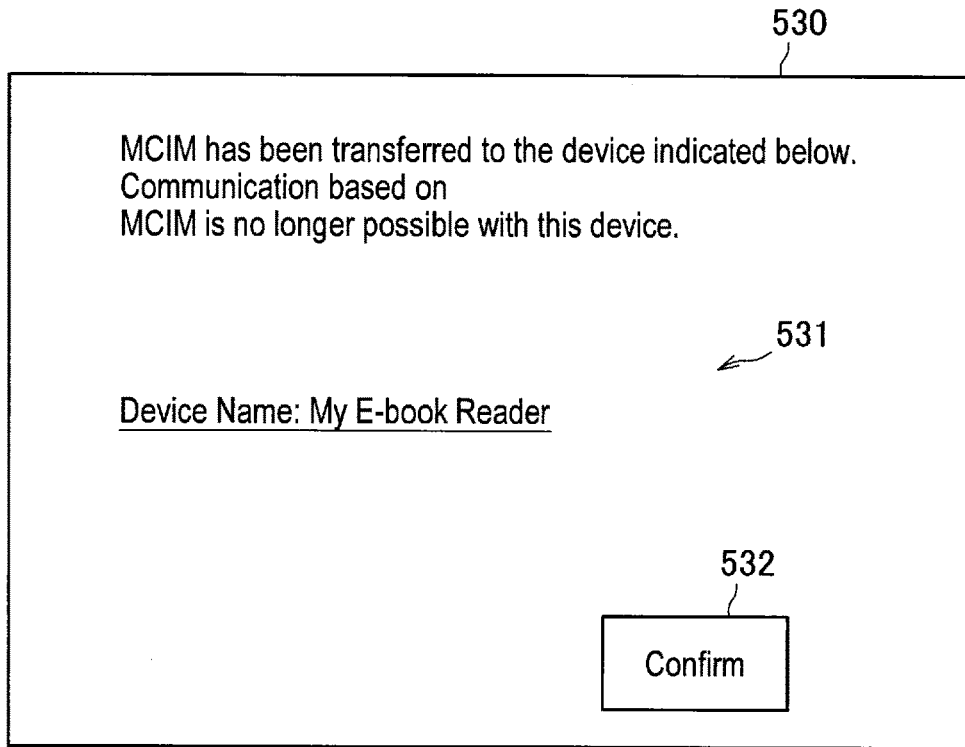 530
MCIM has been transferred to the device indicated below.
Communication based on
MCIM is no longer possible with this device.
531
Device Name: My E-book Reader
532
Confirm